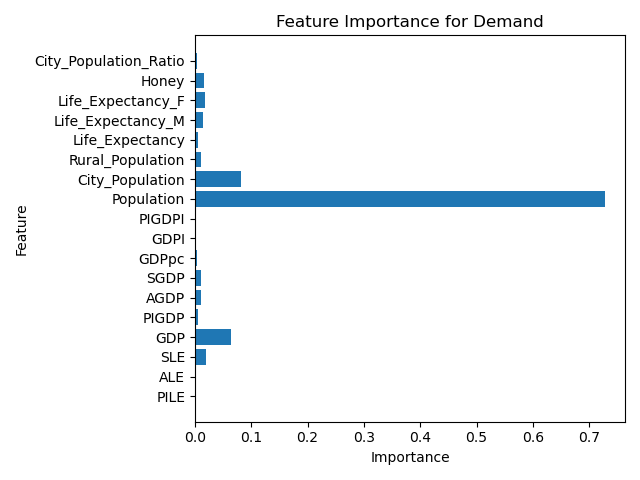 Feature Importance for Demand
City_Population_Ratio
Honey
Life_Expectancy_F
Life_Expectancy_M
Life_Expectancy
Rural_Population
City_Population
Population
PIGDPI
GDPI
GDPpc
SGDP
AGDP
PIGDP
GDP
SLE
ALE
PILE
Feature
0.0 0.1 0.2 0.3 0.4 0.5 0.6 0.7
Importance